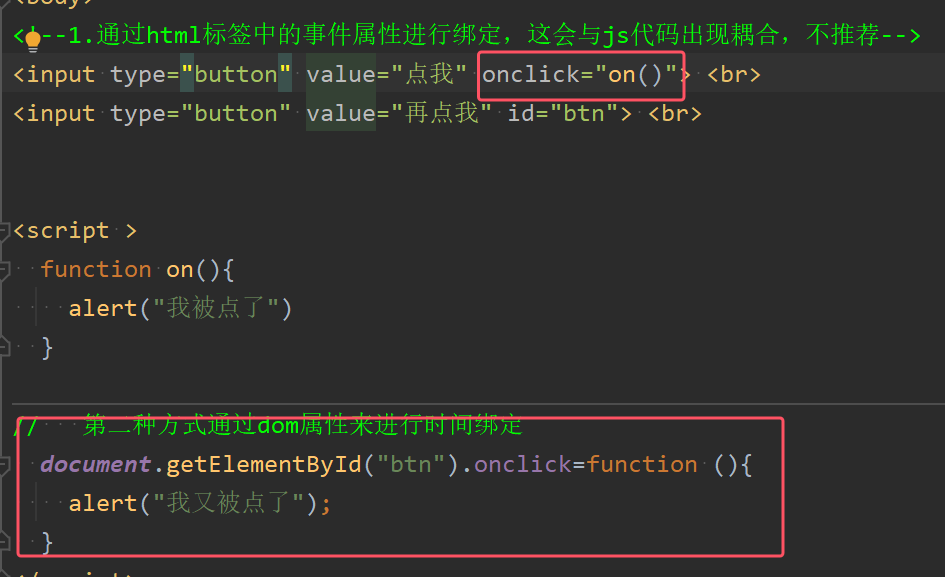 <body>
<!--1.通过html标签中的事件属性进行绑定，这会与js代码出现耦合，不推荐-->
<input type="button" value="点我" onclick="on()"> <br>
<input type="button" value="再点我" id="btn"> <br>
<script >
function on(){
alert("我被点了")
}
// 第二种方式通过dom属性来进行时间绑定
document.getElementById("btn").onclick=function (){
alert("我又被点了");
}